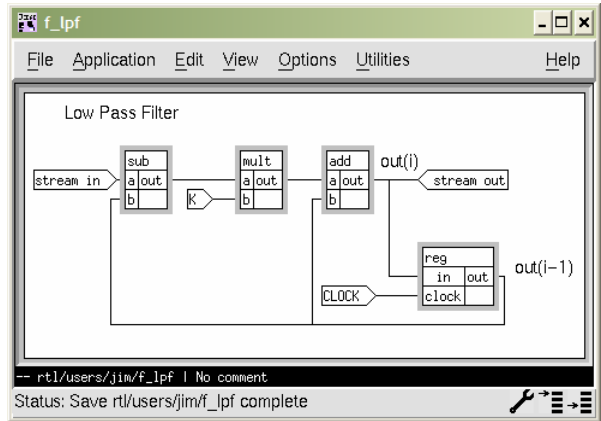 f_lpf
File Application Edit View Options Utilities Help
Low Pass Filter
sub
a out
b
mult
a out
b
add
a out
b
out(i)
stream in
K
stream out
reg
in out
clock
CLOCK
out(i-1)
-- rtl/users/jim/f_lpf | No comment
Status: Save rtl/users/jim/f_lpf complete